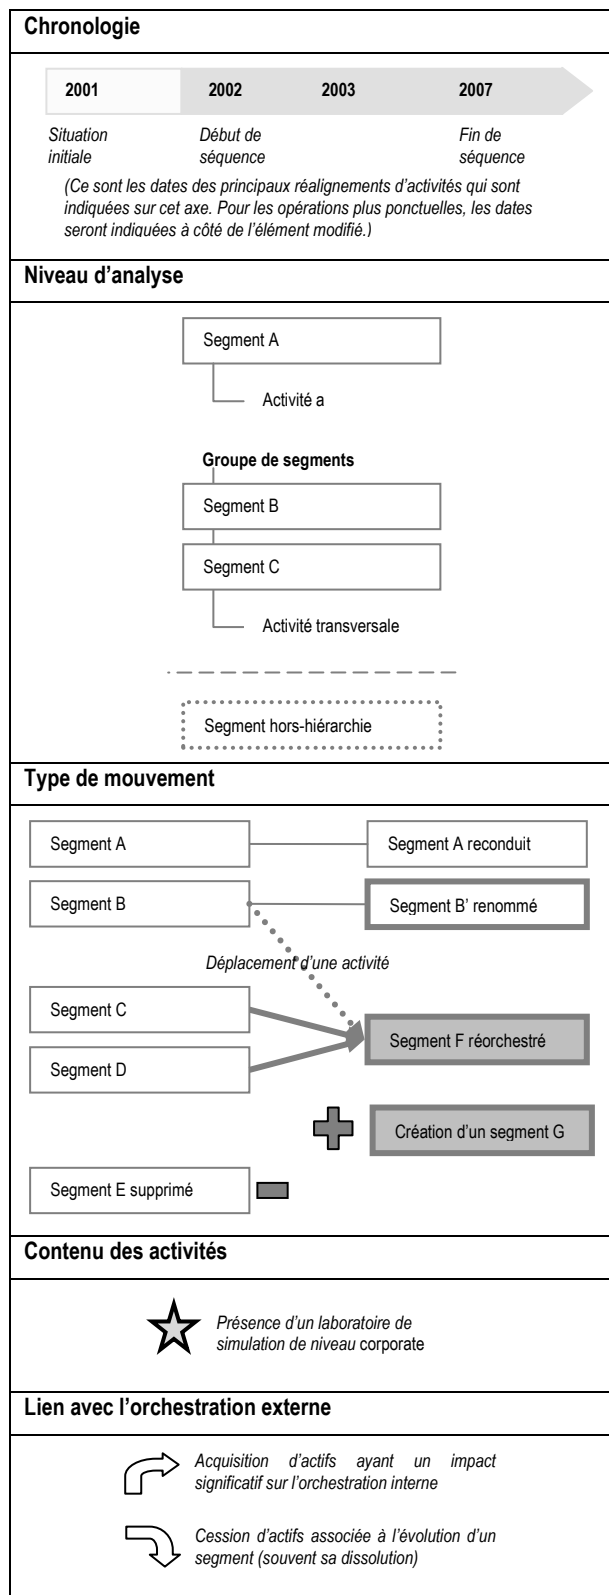 Chronologie
2001 2002 2003 2007
Situation initiale
Début de séquence
Fin de séquence
(Ce sont les dates des principaux réalignements d'activités qui sont
indiquées sur cet axe. Pour les opérations plus ponctuelles, les dates
seront indiquées à côté de l'élément modifié.)
Niveau d'analyse
Segment A
Activité a
Groupe de segments
Segment B
Segment C
Activité transversale
Segment hors-hiérarchie
Type de mouvement
Segment A
Segment A reconduit
Segment B
Segment B' renommé
Déplacement d'une activité
Segment C
Segment D
Segment F réorchestré
Création d'un segment G
Segment E supprimé
Contenu des activités
Présence d'un laboratoire de
simulation de niveau corporate
Lien avec l'orchestration externe
Acquisition d'actifs ayant un impact
significatif sur l'orchestration interne
Cession d'actifs associée à l'évolution d'un
segment (souvent sa dissolution)